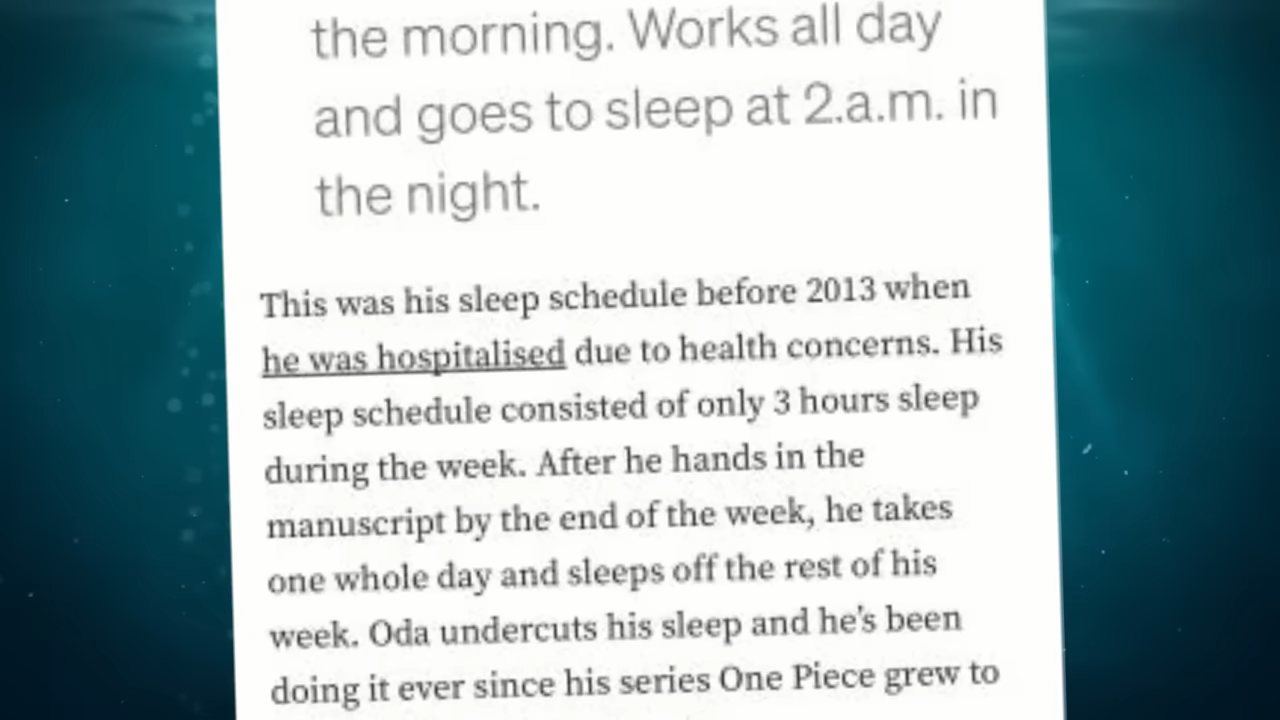 the morning. Works all day
and goes to sleep at 2.a.m. in
the night.
This was his sleep schedule before 2013 when
he was hospitalised due to health concerns. His
sleep schedule consisted of only 3 hours sleep
during the week. After he hands in the
manuscript by the end of the week, he takes
one whole day and sleeps off the rest of his
week. Oda undercuts his sleep and he's been
doing it ever since his series One Piece grew to